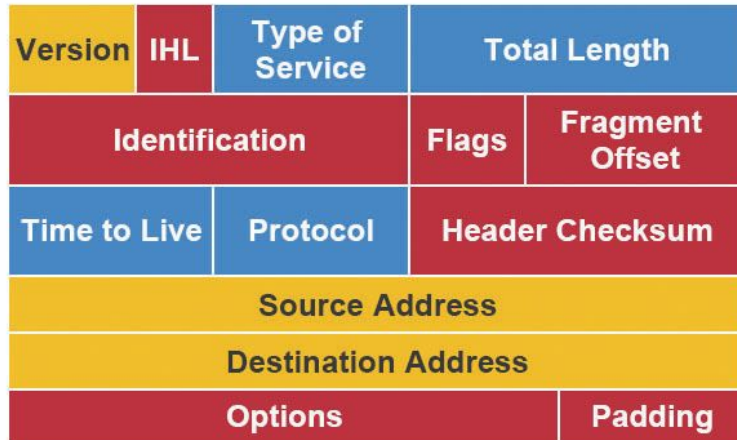 Version IHL Type of Service Total Length
Identification Flags Fragment Offset
Time to Live Protocol Header Checksum
Source Address
Destination Address
Options Padding